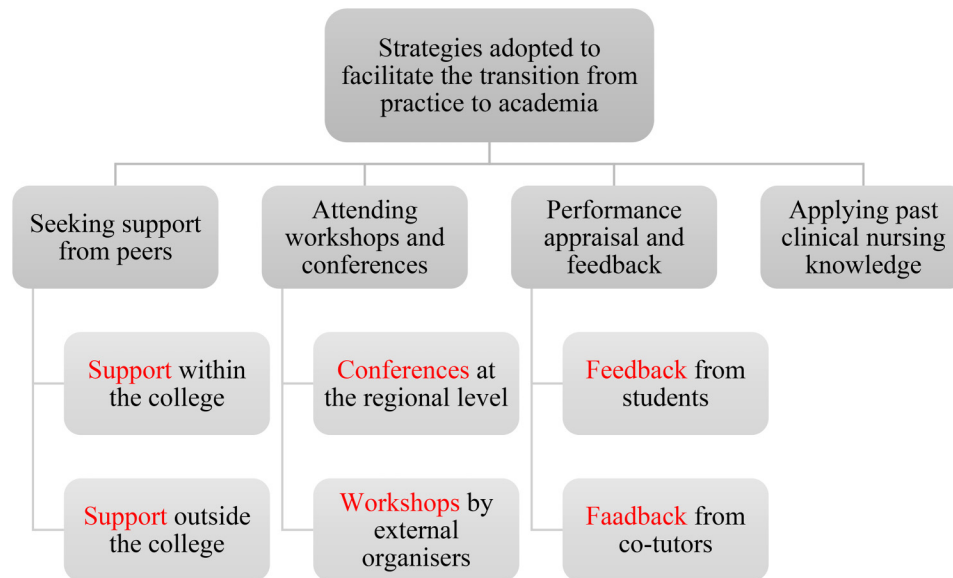 Strategies adopted to
facilitate the transition from
practice to academia
Seeking support
from peers
Attending
workshops and
conferences
Performance
appraisal and
feedback
Applying past
clinical nursing
knowledge
Support within
the college
Conferences at
the regional level
Feedback from
students
Support outside
the college
Workshops by
external
organisers
Faadback from
co-tutors